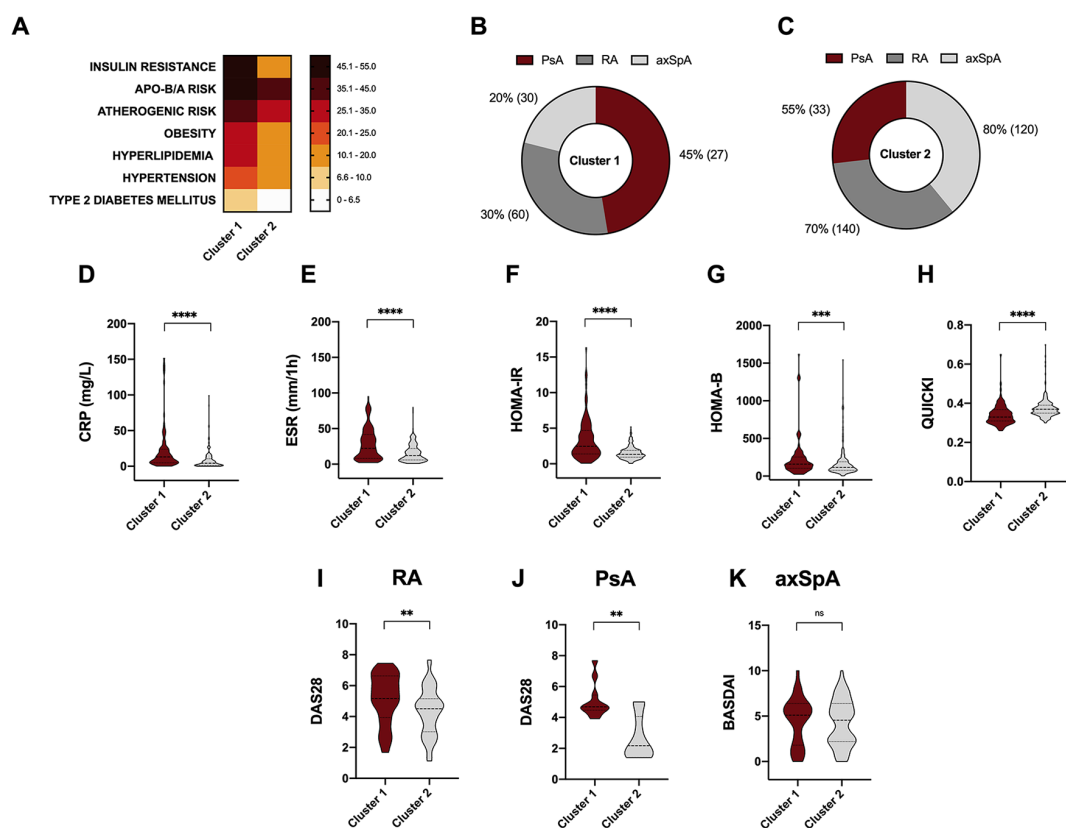 A
INSULIN RESISTANCE
APO-B/A RISK
ATHEROGENIC RISK
OBESITY
HYPERLIPIDEMIA
HYPERTENSION
TYPE 2 DIABETES MELLITUS
Cluster 1
Cluster 2
45.1 - 55.0
35.1 - 45.0
25.1 - 35.0
20.1 - 25.0
10.1 - 20.0
6.6 - 10.0
0 - 6.5
B
PsA RA axSpA
20% (30)
Cluster 1
45% (27)
30% (60)
C
PsA RA axSpA
55% (33)
80% (120)
Cluster 2
70% (140)
D
****
CRP (mg/L)
200
150
100
50
0
Cluster 1
Cluster 2
E
****
ESR (mm/1h)
200
150
100
50
0
Cluster 1
Cluster 2
F
****
HOMA-IR
20
15
10
5
0
Cluster 1
Cluster 2
G
***
HOMA-B
2000
1500
1000
500
0
Cluster 1
Cluster 2
H
****
QUICKI
0.8
0.6
0.4
0.2
0.0
Cluster 1
Cluster 2
I RA
**
DAS28
10
8
6
4
2
0
Cluster 1
Cluster 2
J PsA
**
DAS28
10
8
6
4
2
0
Cluster 1
Cluster 2
K axSpA
ns
BASDAI
15
10
5
0
Cluster 1
Cluster 2